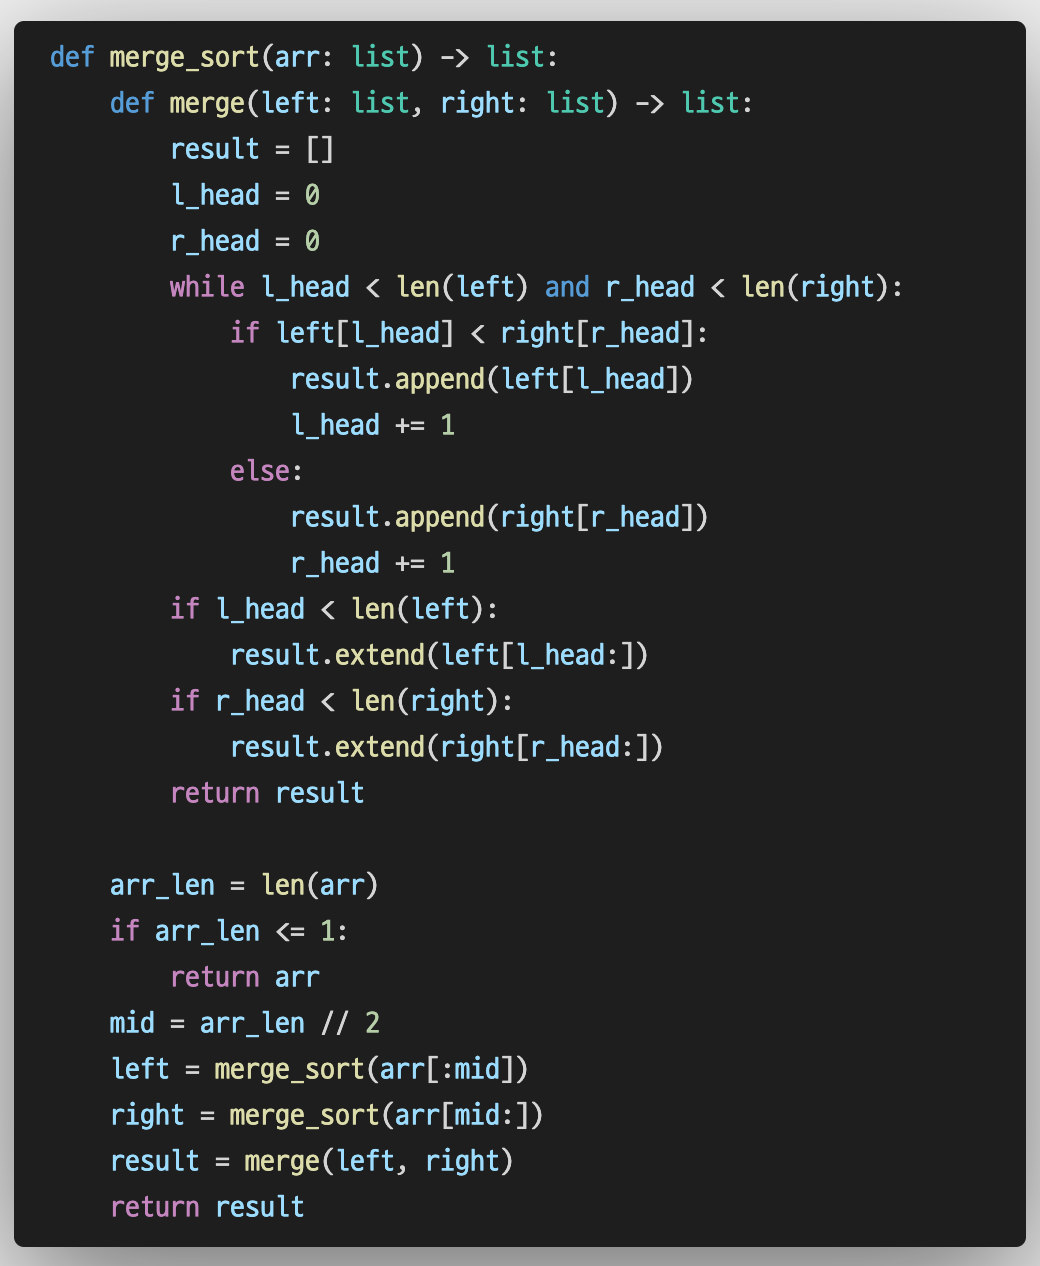 def merge_sort(arr: list) -> list:
    def merge(left: list, right: list) -> list:
        result = []
        l_head = 0
        r_head = 0
        while l_head < len(left) and r_head < len(right):
            if left[l_head] < right[r_head]:
                result.append(left[l_head])
                l_head += 1
            else:
                result.append(right[r_head])
                r_head += 1
        if l_head < len(left):
            result.extend(left[l_head:])
        if r_head < len(right):
            result.extend(right[r_head:])
        return result

    arr_len = len(arr)
    if arr_len <= 1:
        return arr
    mid = arr_len // 2
    left = merge_sort(arr[:mid])
    right = merge_sort(arr[mid:])
    result = merge(left, right)
    return result